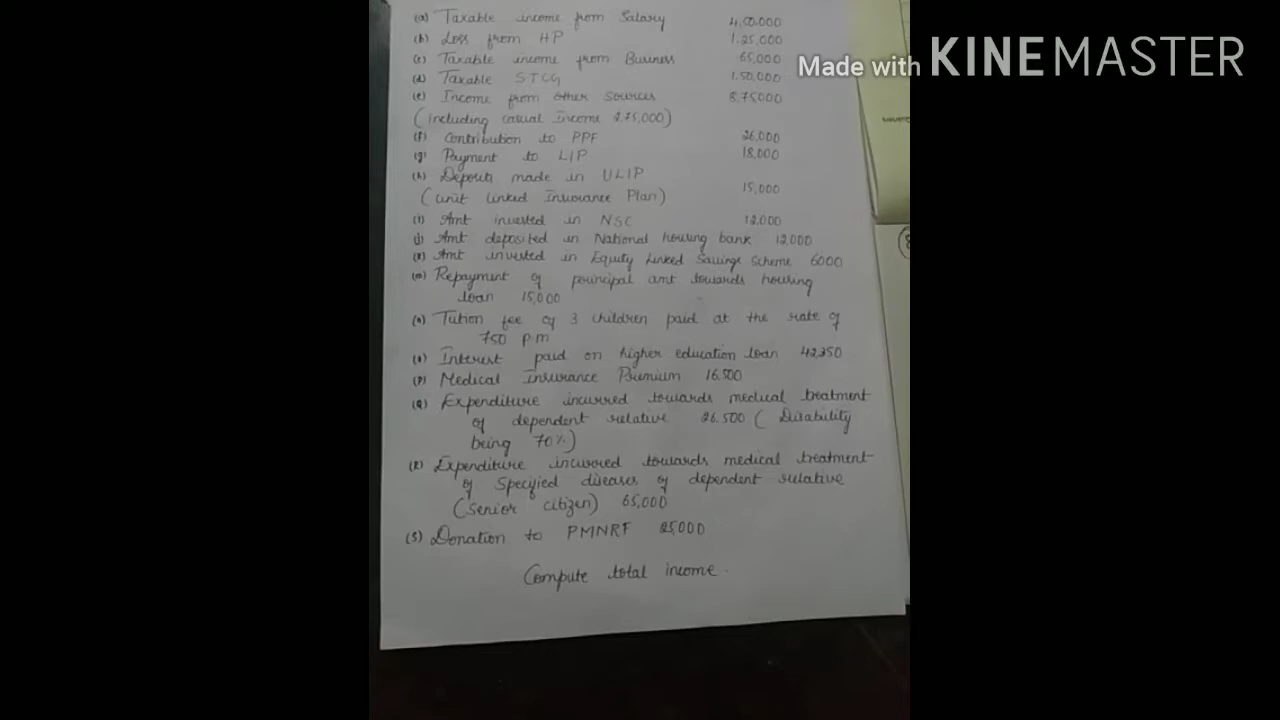 (a) Taxable income from Salary 4,50,000
(b) Loss from HP 1.25,000
(c) Taxable income from Business 65,000
(d) Taxable STCG 1.50,000
(e) Income from other Sources 8,75000
(including casual Income 2,75,000)
(f) Contribution to PPF 26,000
(g) Payment to LIP 18,000
(h) Deposits made in ULIP
(Unit linked Insurance Plan) 15,000
(i) Amt invested in NSC 12,000
(j) Amt deposited in National housing bank 12,000
Amt invested in Equity Linked Savings Scheme 6000
(m) Repayment of principal amt towards housing
loan 15,000
(n) Tution fee of 3 children paid at the rate of
750 p.m
(o) Interest paid on higher education loan 42,350
(P) Medical Insurance Premium 16,500
(Q) Expenditure incurred towards medical treatment
of dependent relative 26,500 ( Disability
being 70%)
(R) Expenditure incurred towards medical treatment
of Specified diseases of dependent relative
(Senior citizen) 65,000
(S) Donation to PMNRF 25,000
Compute total income.
Made with KINEMASTER